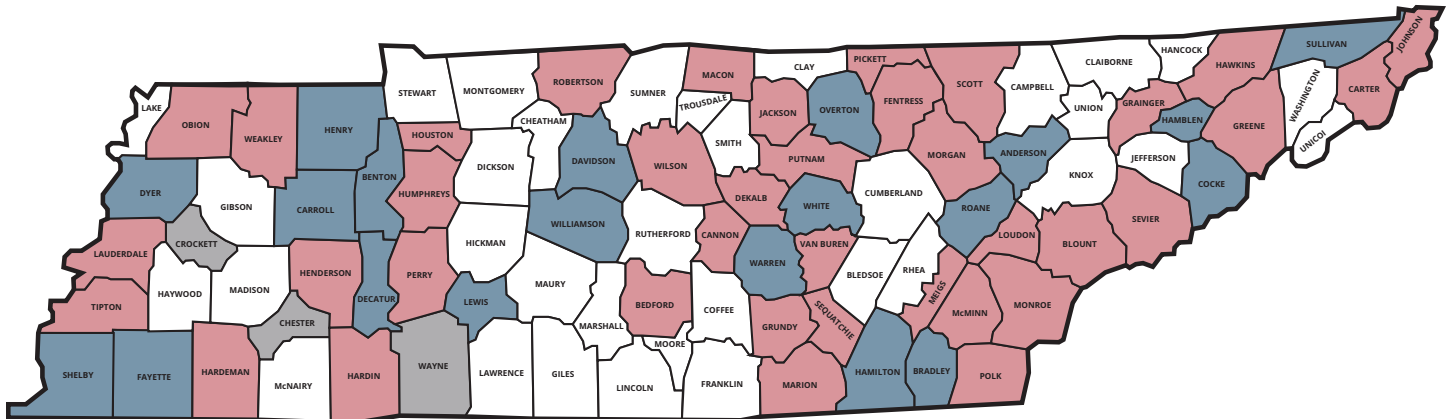 JOHNSON
SULLIVAN
HANCOCK
CLAIBORNE
HAWKINS
PICKETT
CLAY
MACON
ROBERTSON
SCOTT
CAMPBELL
CARTER
WASHINGTON
STEWART
MONTGOMERY
SUMNER
TROUSDALE
FENTRESS
OVERTON
JACKSON
UNION
GRAINGER
HAMBLEN
GREENE
UNICOI
LAKE
OBION
WEAKLEY
HENRY
HOUSTON
CHEATHAM
SMITH
DICKSON
DAVIDSON
WILSON
PUTNAM
MORGAN
ANDERSON
KNOX
JEFFERSON
COCKE
DYER
GIBSON
CARROLL
BENTON
HUMPHREYS
WILLIAMSON
DEKALB
WHITE
CUMBERLAND
ROANE
SEVIER
CROCKETT
RUTHERFORD
CANNON
VAN BUREN
LOUDON
BLOUNT
LAUDERDALE
HENDERSON
PERRY
HICKMAN
WARREN
BLEDSOE
RHEA
MEIGS
TIPTON
HAYWOOD
MADISON
DECATUR
LEWIS
MAURY
BEDFORD
COFFEE
GRUNDY
SEQUATCHIE
McMINN
MONROE
CHESTER
MARSHALL
MOORE
SHELBY
FAYETTE
HARDEMAN
McNAIRY
HARDIN
WAYNE
LAWRENCE
GILES
LINCOLN
FRANKLIN
MARION
HAMILTON
BRADLEY
POLK